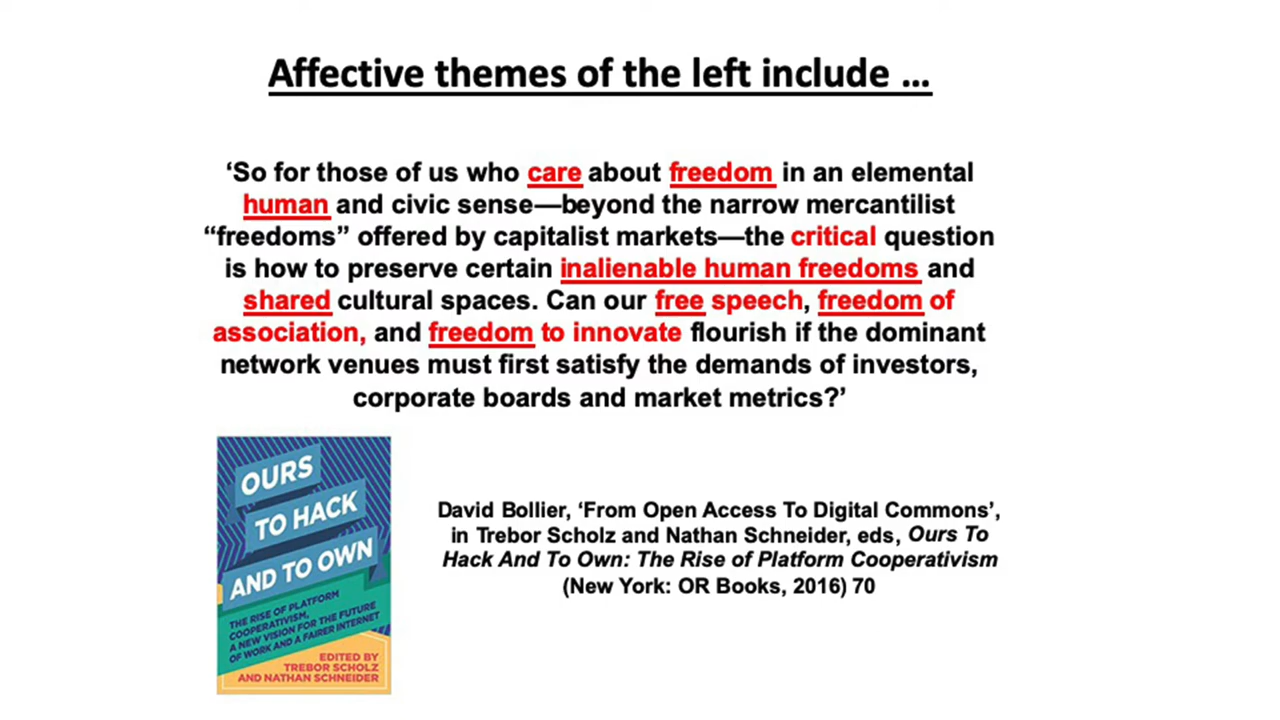 Affective themes of the left include ...
‘So for those of us who care about freedom in an elemental
human and civic sense—beyond the narrow mercantilist
“freedoms” offered by capitalist markets—the critical question
is how to preserve certain inalienable human freedoms and
shared cultural spaces. Can our free speech, freedom of
association, and freedom to innovate flourish if the dominant
network venues must first satisfy the demands of investors,
corporate boards and market metrics?’
OURS
TO HACK
AND TO OWN
THE RISE OF PLATFORM
COOPERATIVISM,
A NEW VISION FOR THE FUTURE
OF WORK AND A FAIRER INTERNET
EDITED BY
TREBOR SCHOLZ
AND NATHAN SCHNEIDER
David Bollier, ‘From Open Access To Digital Commons’,
in Trebor Scholz and Nathan Schneider, eds, Ours To
Hack And To Own: The Rise of Platform Cooperativism
(New York: OR Books, 2016) 70